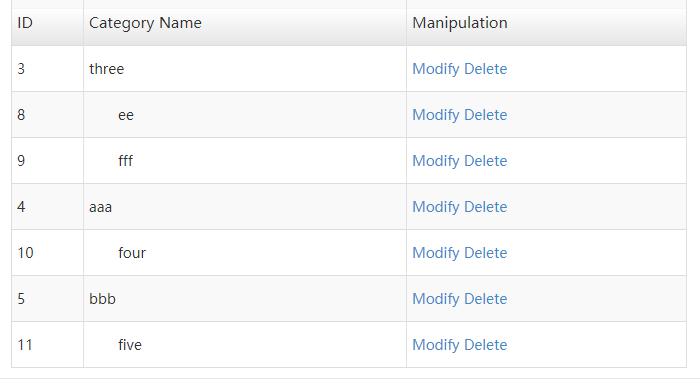 ID Category Name Manipulation
3 three Modify Delete
8 ee Modify Delete
9 fff Modify Delete
4 aaa Modify Delete
10 four Modify Delete
5 bbb Modify Delete
11 five Modify Delete